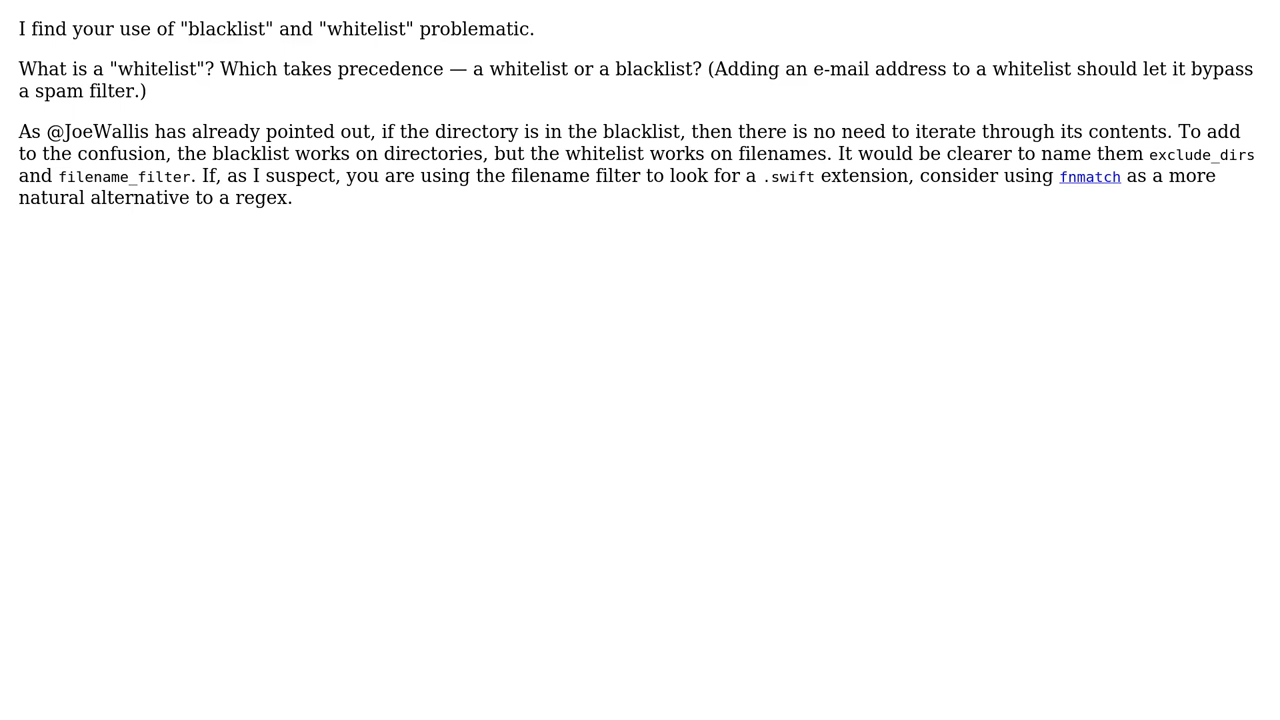 I find your use of "blacklist" and "whitelist" problematic.
What is a "whitelist"? Which takes precedence — a whitelist or a blacklist? (Adding an e-mail address to a whitelist should let it bypass
a spam filter.)
As @JoeWallis has already pointed out, if the directory is in the blacklist, then there is no need to iterate through its contents. To add
to the confusion, the blacklist works on directories, but the whitelist works on filenames. It would be clearer to name them exclude_dirs
and filename_filter. If, as I suspect, you are using the filename filter to look for a .swift extension, consider using fnmatch as a more
natural alternative to a regex.